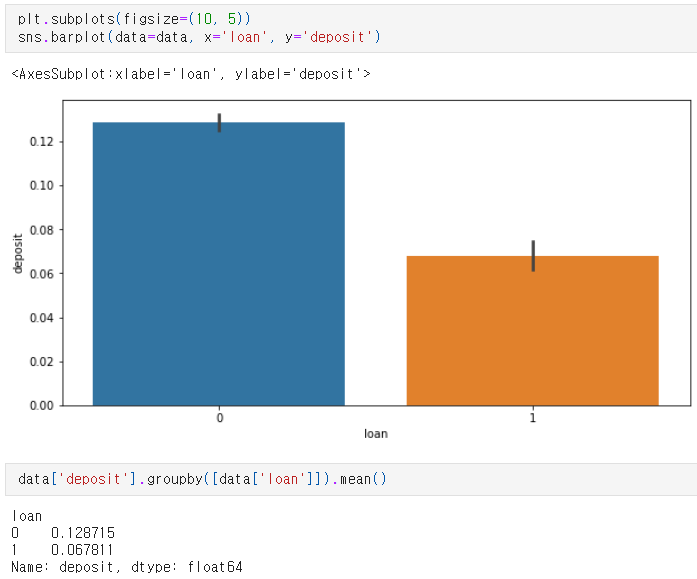 plt.subplots(figsize=(10, 5))
sns.barplot(data=data, x='loan', y='deposit')
<AxesSubplot:xlabel='loan', ylabel='deposit'>
0.12
0.10
0.08
0.06
0.04
0.02
0.00
deposit
0 1
loan
data['deposit'].groupby([data['loan']]).mean()
loan
0    0.128715
1    0.067811
Name: deposit, dtype: float64